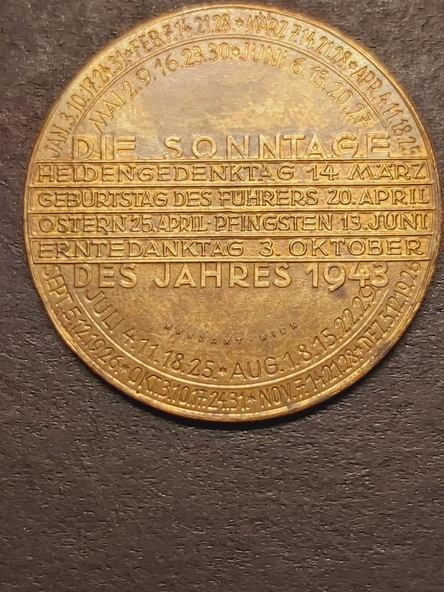 JAN. 3.10.17.24.31 * FEB. 7.14.21.28 * MÄRZ 7.14.21.28 * APR. 4.11.18.25
MAI 2.9.16.23.30 * JUNI 6.13.20.27
DIE SONNTAGE
HELDENGEDENKTAG 14. MÄRZ
GEBURTSTAG DES FÜHRERS 20. APRIL
OSTERN 25. APRIL · PFINGSTEN 13. JUNI
ERNTEDANKTAG 3. OKTOBER
DES JAHRES 1943
MÜNZAMT · WIEN
JULI 4.11.18.25. * AUG. 1.8.15.22.29
SEPT. 5.12.19.26 * OKT. 3.10.17.24.31 * NOV. 7.14.21.28 * DEZ. 5.12.19.26